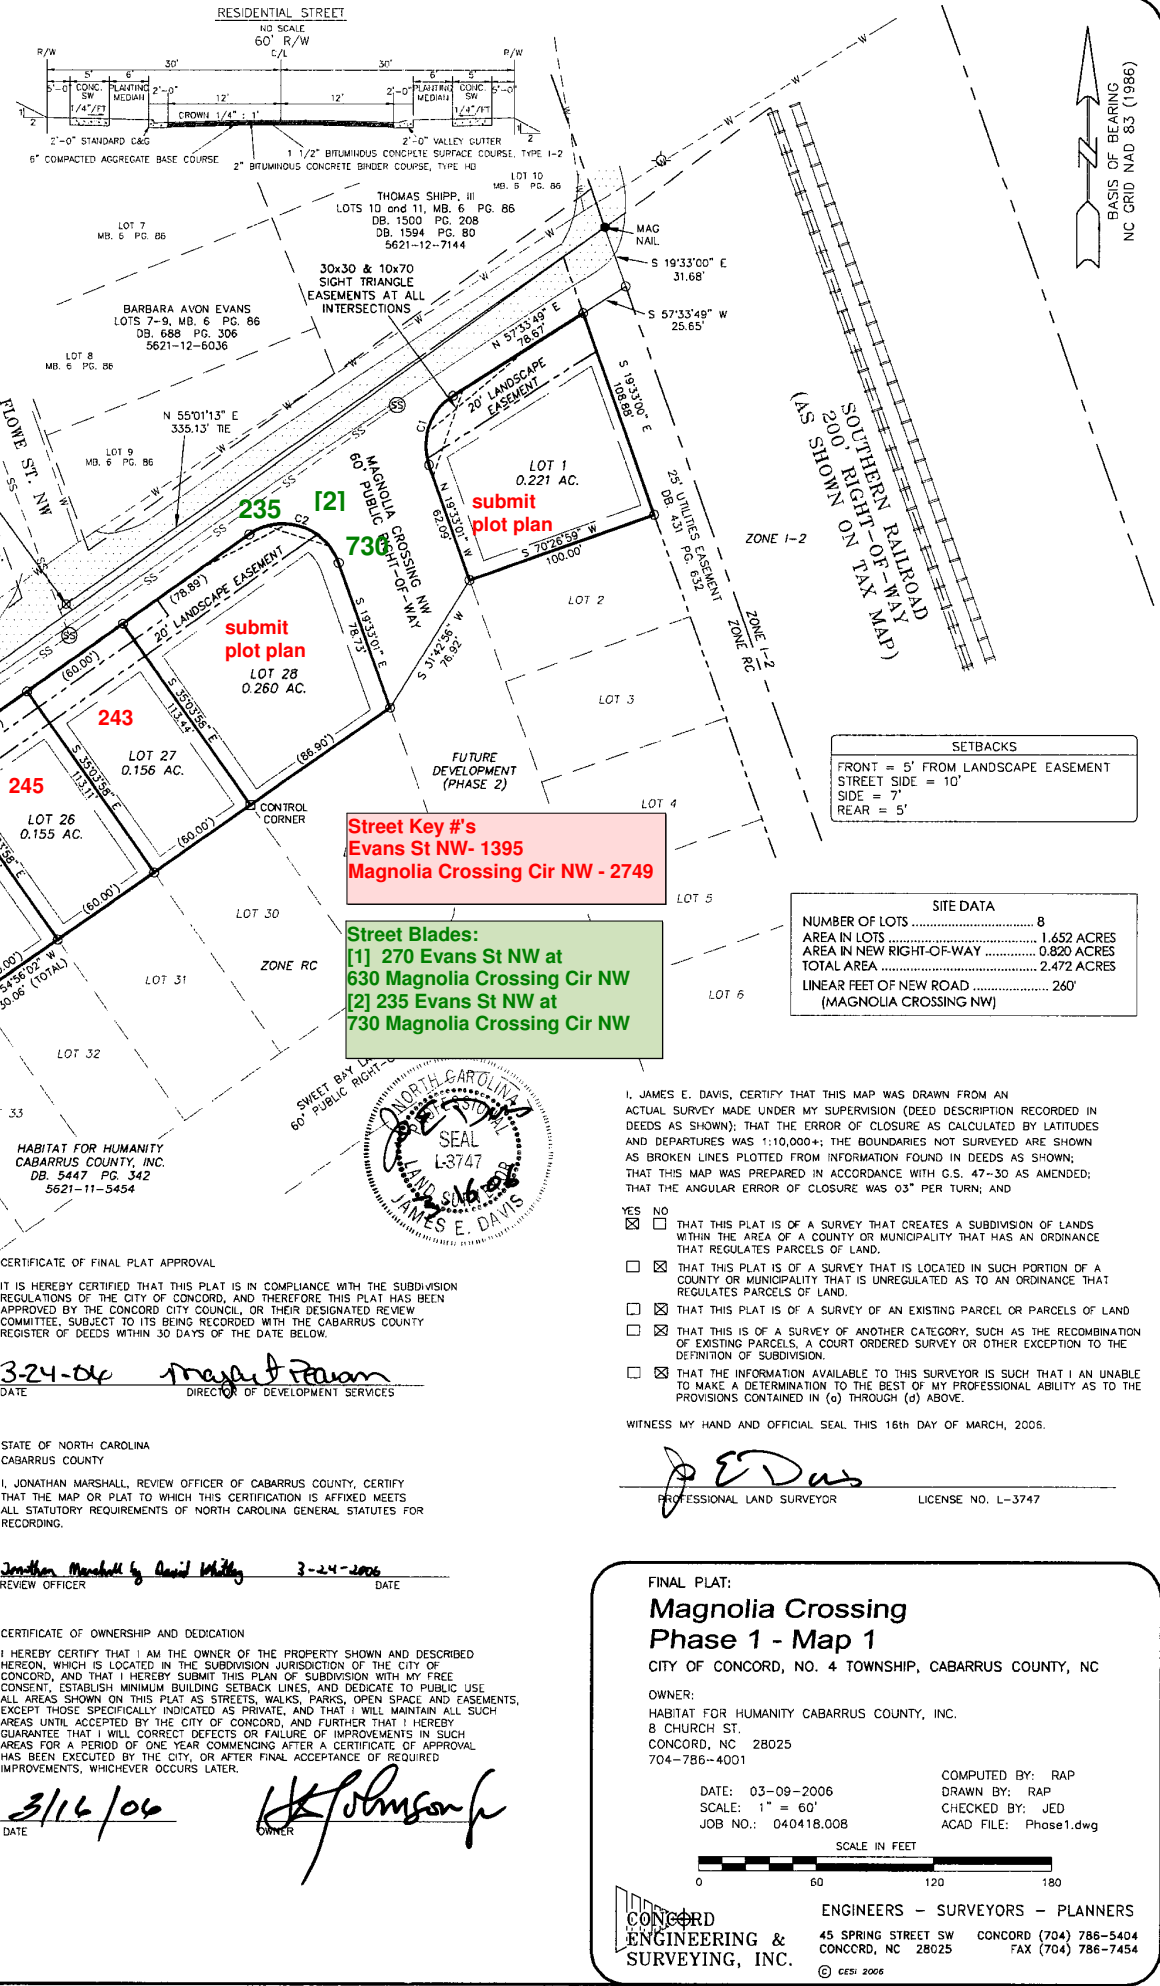 RESIDENTIAL STREET
NO SCALE
60' R/W
R/W
C/L
R/W
30'
30'
5'
6'
6'
5'
5'-0"
CONC. SW
PLANTING MEDIAN
2'-0"
12'
12'
2'-0"
PLANTING MEDIAN
CONC. SW
5'-0"
1/4"/FT
CROWN 1/4" : 1'
1/4"/FT
1
2
1
2
2'-0" STANDARD C&G
2'-0" VALLEY GUTTER
6" COMPACTED AGGREGATE BASE COURSE
1 1/2" BITUMINOUS CONCRETE SURFACE COURSE, TYPE I-2
2" BITUMINOUS CONCRETE BINDER COURSE, TYPE HB
BASIS OF BEARING
NC GRID NAD 83 (1986)
LOT 10
MB. 6 PG. 86
THOMAS SHIPP, III
LOTS 10 and 11, MB. 6 PG. 86
DB. 1500 PG. 208
DB. 1594 PG. 80
5621-12-7144
LOT 7
MB. 6 PG. 86
MAG
NAIL
S 19°33'00" E
31.68'
30x30 & 10x70
SIGHT TRIANGLE
EASEMENTS AT ALL
INTERSECTIONS
BARBARA AVON EVANS
LOTS 7-9, MB. 6 PG. 86
DB. 688 PG. 306
5621-12-6036
S 57°33'49" W
25.65'
N 57°33'49" E
78.67'
LOT 8
MB. 6 PG. 86
20' LANDSCAPE
EASEMENT
S 19°33'00" E
106.88'
FLOWE ST. NW
N 55°01'13" E
335.13' TIE
SS
C1
LOT 9
MB. 6 PG. 86
SOUTHERN RAILROAD
200' RIGHT-OF-WAY
(AS SHOWN ON TAX MAP)
LOT 1
0.221 AC.
submit
plot plan
MAGNOLIA CROSSING NW
60' PUBLIC RIGHT-OF-WAY
N 19°33'01" W
62.09'
25' UTILITIES EASEMENT
DB. 431 PG. 632
235
[2]
C2
730
S 70°26'59" W
100.00'
ZONE I-2
(78.89')
20' LANDSCAPE EASEMENT
LOT 2
S 19°33'01" E
78.73'
submit
plot plan
LOT 28
0.260 AC.
S 31°42'56" W
76.92'
ZONE I-2
ZONE RC
SS
(60.00')
243
S 35°03'58" E
113.44'
LOT 3
LOT 27
0.156 AC.
(86.90')
SETBACKS
FRONT = 5' FROM LANDSCAPE EASEMENT
STREET SIDE = 10'
SIDE = 7'
REAR = 5'
FUTURE
DEVELOPMENT
(PHASE 2)
245
S 35°03'58" E
113.11'
LOT 26
0.155 AC.
CONTROL
CORNER
LOT 4
(60.00')
Street Key #'s
Evans St NW- 1395
Magnolia Crossing Cir NW - 2749
(60.00')
LOT 5
LOT 30
SITE DATA
NUMBER OF LOTS ............ 8
AREA IN LOTS ............ 1.652 ACRES
AREA IN NEW RIGHT-OF-WAY ............ 0.820 ACRES
TOTAL AREA ............ 2.472 ACRES
LINEAR FEET OF NEW ROAD ............ 260'
(MAGNOLIA CROSSING NW)
Street Blades:
[1] 270 Evans St NW at
630 Magnolia Crossing Cir NW
[2] 235 Evans St NW at
730 Magnolia Crossing Cir NW
54°56'02" W
30.06' (TOTAL)
ZONE RC
LOT 31
LOT 6
LOT 32
SWEET BAY
60' PUBLIC RIGHT-
33
HABITAT FOR HUMANITY
CABARRUS COUNTY, INC.
DB. 5447 PG. 342
5621-11-5454
NORTH CAROLINA
PROFESSIONAL
SEAL
L-3747
LAND SURVEYOR
JAMES E. DAVIS
3-16-06
I, JAMES E. DAVIS, CERTIFY THAT THIS MAP WAS DRAWN FROM AN
ACTUAL SURVEY MADE UNDER MY SUPERVISION (DEED DESCRIPTION RECORDED IN
DEEDS AS SHOWN); THAT THE ERROR OF CLOSURE AS CALCULATED BY LATITUDES
AND DEPARTURES WAS 1:10,000+; THE BOUNDARIES NOT SURVEYED ARE SHOWN
AS BROKEN LINES PLOTTED FROM INFORMATION FOUND IN DEEDS AS SHOWN;
THAT THIS MAP WAS PREPARED IN ACCORDANCE WITH G.S. 47-30 AS AMENDED;
THAT THE ANGULAR ERROR OF CLOSURE WAS 03" PER TURN; AND
YES NO
THAT THIS PLAT IS OF A SURVEY THAT CREATES A SUBDIVISION OF LANDS
WITHIN THE AREA OF A COUNTY OR MUNICIPALITY THAT HAS AN ORDINANCE
THAT REGULATES PARCELS OF LAND.
THAT THIS PLAT IS OF A SURVEY THAT IS LOCATED IN SUCH PORTION OF A
COUNTY OR MUNICIPALITY THAT IS UNREGULATED AS TO AN ORDINANCE THAT
REGULATES PARCELS OF LAND.
THAT THIS PLAT IS OF A SURVEY OF AN EXISTING PARCEL OR PARCELS OF LAND
THAT THIS IS OF A SURVEY OF ANOTHER CATEGORY, SUCH AS THE RECOMBINATION
OF EXISTING PARCELS, A COURT ORDERED SURVEY OR OTHER EXCEPTION TO THE
DEFINITION OF SUBDIVISION.
THAT THE INFORMATION AVAILABLE TO THIS SURVEYOR IS SUCH THAT I AN UNABLE
TO MAKE A DETERMINATION TO THE BEST OF MY PROFESSIONAL ABILITY AS TO THE
PROVISIONS CONTAINED IN (a) THROUGH (d) ABOVE.
WITNESS MY HAND AND OFFICIAL SEAL THIS 16th DAY OF MARCH, 2006.
PROFESSIONAL LAND SURVEYOR LICENSE NO. L-3747
CERTIFICATE OF FINAL PLAT APPROVAL
IT IS HEREBY CERTIFIED THAT THIS PLAT IS IN COMPLIANCE WITH THE SUBDIVISION
REGULATIONS OF THE CITY OF CONCORD, AND THEREFORE THIS PLAT HAS BEEN
APPROVED BY THE CONCORD CITY COUNCIL, OR THEIR DESIGNATED REVIEW
COMMITTEE, SUBJECT TO ITS BEING RECORDED WITH THE CABARRUS COUNTY
REGISTER OF DEEDS WITHIN 30 DAYS OF THE DATE BELOW.
3-24-06
DATE DIRECTOR OF DEVELOPMENT SERVICES
STATE OF NORTH CAROLINA
CABARRUS COUNTY
I, JONATHAN MARSHALL, REVIEW OFFICER OF CABARRUS COUNTY, CERTIFY
THAT THE MAP OR PLAT TO WHICH THIS CERTIFICATION IS AFFIXED MEETS
ALL STATUTORY REQUIREMENTS OF NORTH CAROLINA GENERAL STATUTES FOR
RECORDING.
Jonathan Marshall by David Whitley 3-24-2006
REVIEW OFFICER DATE
CERTIFICATE OF OWNERSHIP AND DEDICATION
I HEREBY CERTIFY THAT I AM THE OWNER OF THE PROPERTY SHOWN AND DESCRIBED
HEREON, WHICH IS LOCATED IN THE SUBDIVISION JURISDICTION OF THE CITY OF
CONCORD, AND THAT I HEREBY SUBMIT THIS PLAN OF SUBDIVISION WITH MY FREE
CONSENT, ESTABLISH MINIMUM BUILDING SETBACK LINES, AND DEDICATE TO PUBLIC USE
ALL AREAS SHOWN ON THIS PLAT AS STREETS, WALKS, PARKS, OPEN SPACE AND EASEMENTS,
EXCEPT THOSE SPECIFICALLY INDICATED AS PRIVATE, AND THAT I WILL MAINTAIN ALL SUCH
AREAS UNTIL ACCEPTED BY THE CITY OF CONCORD, AND FURTHER THAT I HEREBY
GUARANTEE THAT I WILL CORRECT DEFECTS OR FAILURE OF IMPROVEMENTS IN SUCH
AREAS FOR A PERIOD OF ONE YEAR COMMENCING AFTER A CERTIFICATE OF APPROVAL
HAS BEEN EXECUTED BY THE CITY, OR AFTER FINAL ACCEPTANCE OF REQUIRED
IMPROVEMENTS, WHICHEVER OCCURS LATER.
3/16/06
DATE OWNER
FINAL PLAT:
Magnolia Crossing
Phase 1 - Map 1
CITY OF CONCORD, NO. 4 TOWNSHIP, CABARRUS COUNTY, NC
OWNER:
HABITAT FOR HUMANITY CABARRUS COUNTY, INC.
8 CHURCH ST.
CONCORD, NC 28025
704-786-4001
DATE: 03-09-2006
SCALE: 1" = 60'
JOB NO.: 040418.008
COMPUTED BY: RAP
DRAWN BY: RAP
CHECKED BY: JED
ACAD FILE: Phase1.dwg
SCALE IN FEET
0 60 120 180
CONCORD
ENGINEERING &
SURVEYING, INC.
ENGINEERS - SURVEYORS - PLANNERS
45 SPRING STREET SW CONCORD (704) 786-5404
CONCORD, NC 28025 FAX (704) 786-7454
© CESI 2006